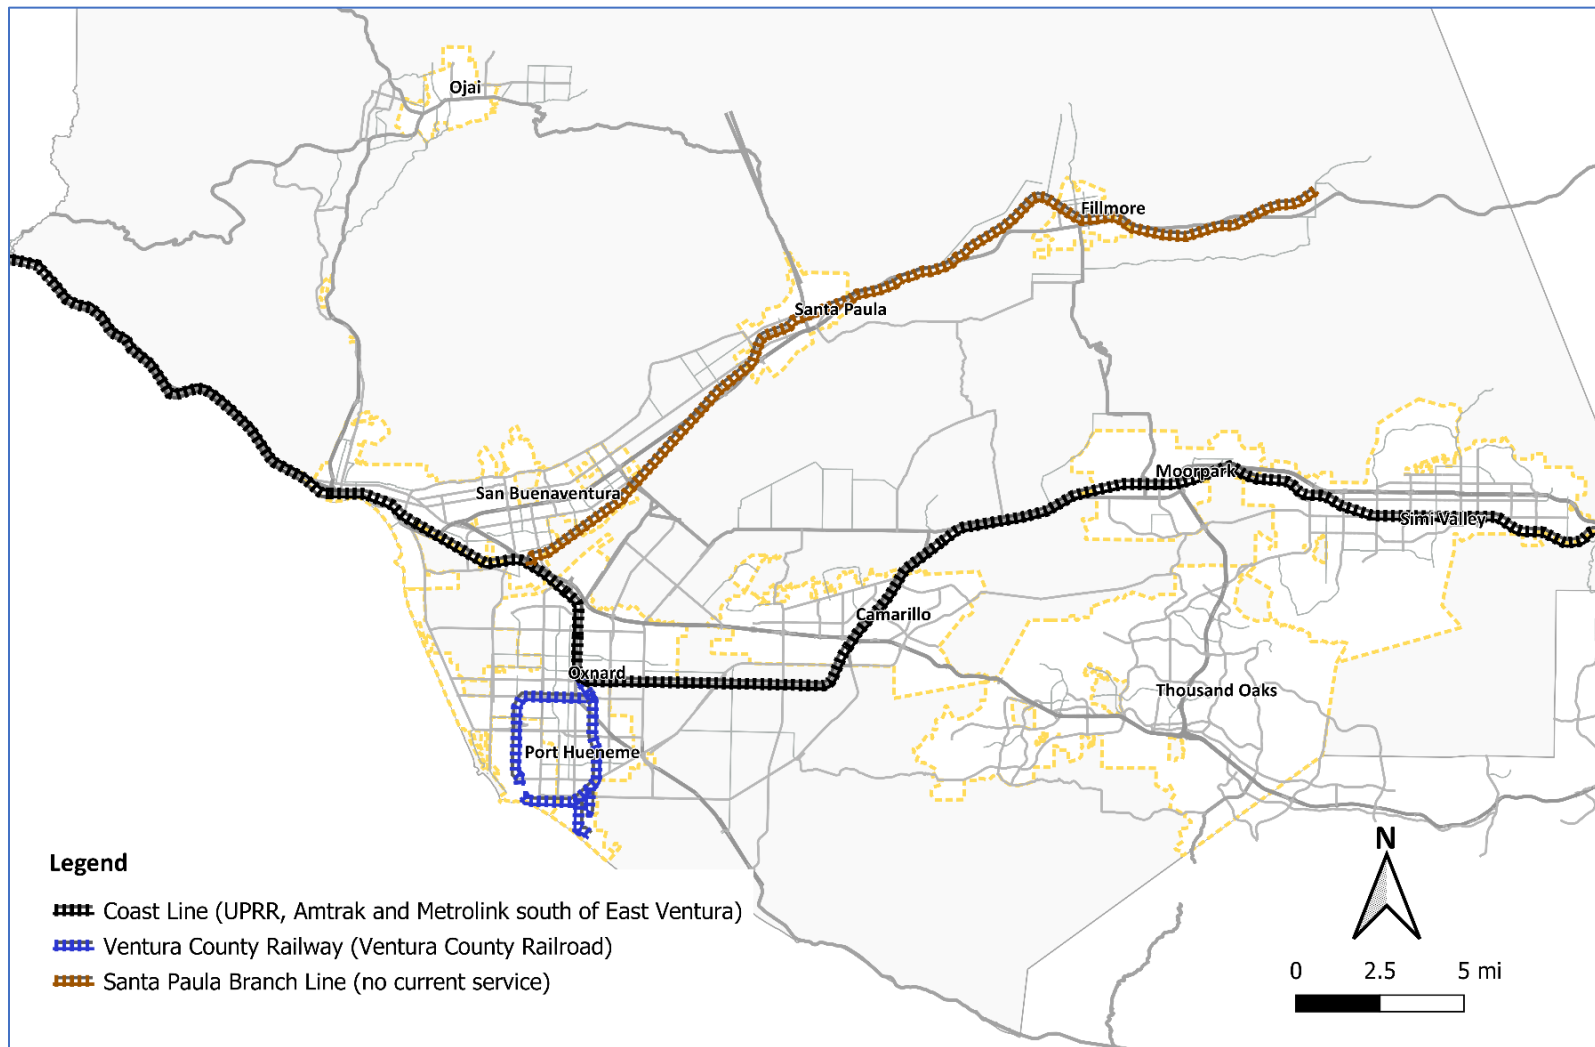 Ojai
Fillmore
Santa Paula
Moorpark
San Buenaventura
Simi Valley
Camarillo
Oxnard
Thousand Oaks
Port Hueneme
N
Legend
Coast Line (UPRR, Amtrak and Metrolink south of East Ventura)
Ventura County Railway (Ventura County Railroad)
Santa Paula Branch Line (no current service)
0 2.5 5 mi